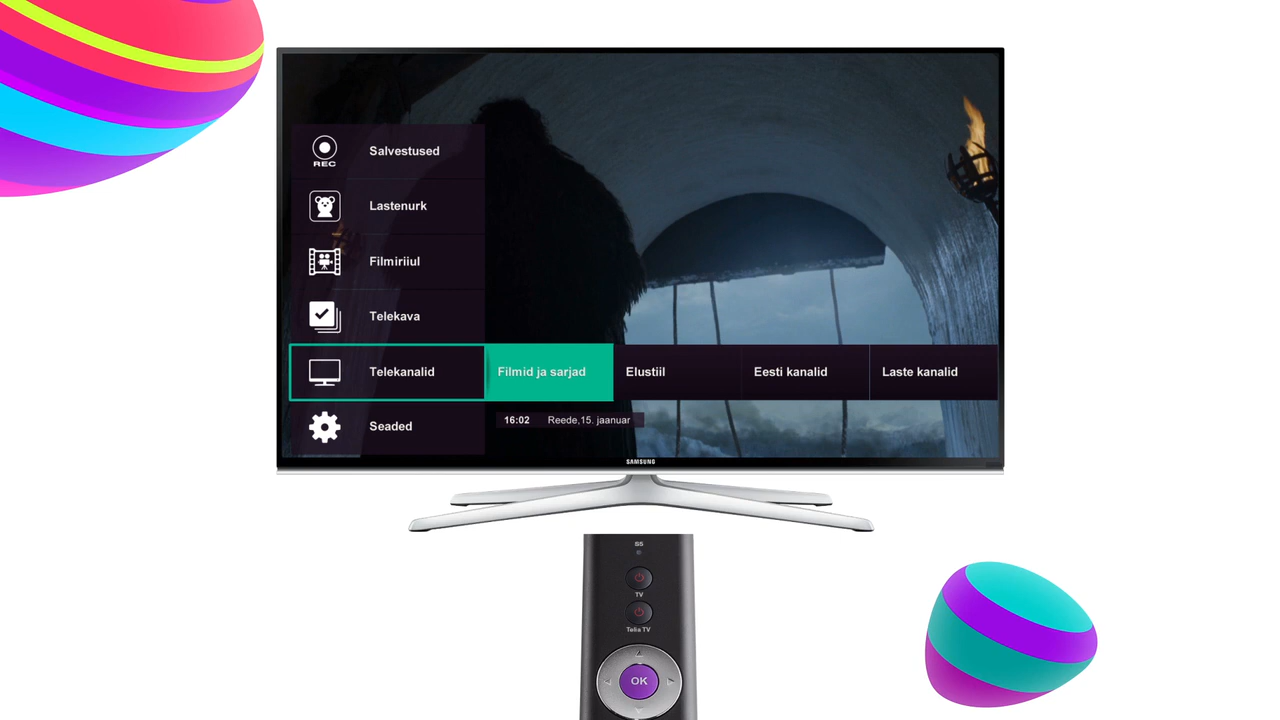 REC
Salvestused
Lastenurk
Filmiriiul
Telekava
Telekanalid
Filmid ja sarjad
Elustiil
Eesti kanalid
Laste kanalid
Seaded
16:02 Reede,15. jaanuar
SAMSUNG
TV
Telia TV
OK